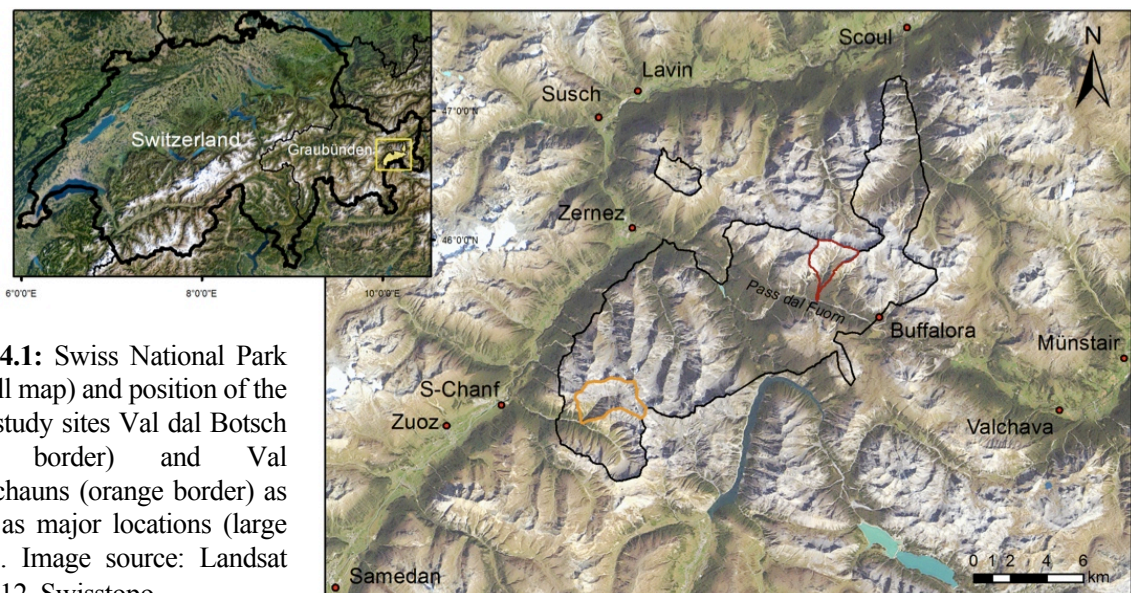 Scoul
N
Lavin
Susch
Switzerland
Graubünden
47°0'0"N
Zernez
46°0'0"N
6°0'0"E
8°0'0"E
10°0'0"E
Pass dal Fuorn
Buffalora
Münstair
4.1: Swiss National Park
ll map) and position of the
study sites Val dal Botsch
border) and Val
chauns (orange border) as
as major locations (large
. Image source: Landsat
12, Swisstopo
S-Chanf
Zuoz
Valchava
Samedan
0 1 2 4 6
km